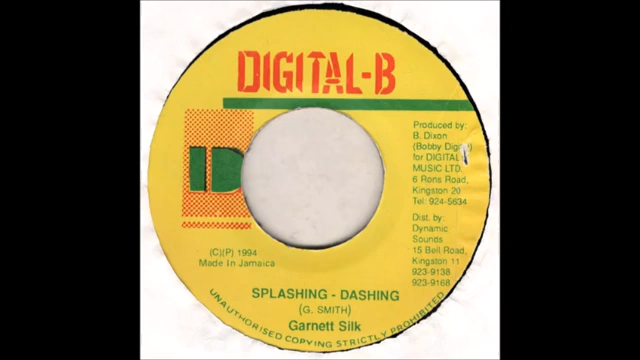 DIGITAL-B
Produced by:
B. Dixon
(Bobby Digital)
for DIGITAL-
MUSIC LTD.
6 Rons Road,
Kingston 20
Tel: 924-5634
Dist. by:
Dynamic
Sounds
15 Bell Road,
Kingston 11
923-9138
923-9168
ID
(C)(P) 1994
Made In Jamaica
SPLASHING - DASHING
(G. SMITH)
Garnett Silk
UNAUTHORISED COPYING STRICTLY PROHIBITED